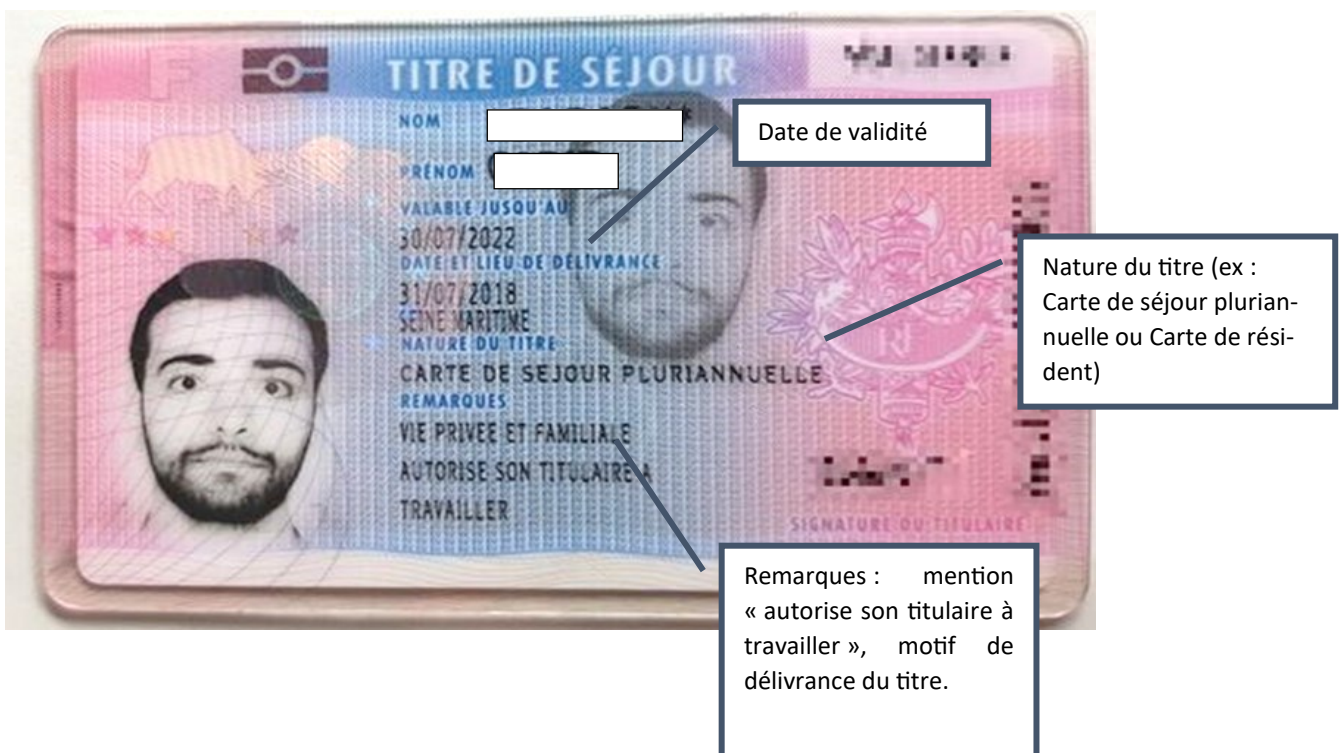 F
TITRE DE SÉJOUR
NOM
PRÉNOM
VALABLE JUSQU'AU
30/07/2022
DATE ET LIEU DE DÉLIVRANCE
31/07/2018
SEINE MARITIME
NATURE DU TITRE
CARTE DE SEJOUR PLURIANNUELLE
REMARQUES
VIE PRIVEE ET FAMILIALE
AUTORISE SON TITULAIRE A
TRAVAILLER
SIGNATURE DU TITULAIRE
Date de validité
Nature du titre (ex :
Carte de séjour plurian-
nuelle ou Carte de rési-
dent)
Remarques : mention
« autorise son titulaire à
travailler », motif de
délivrance du titre.